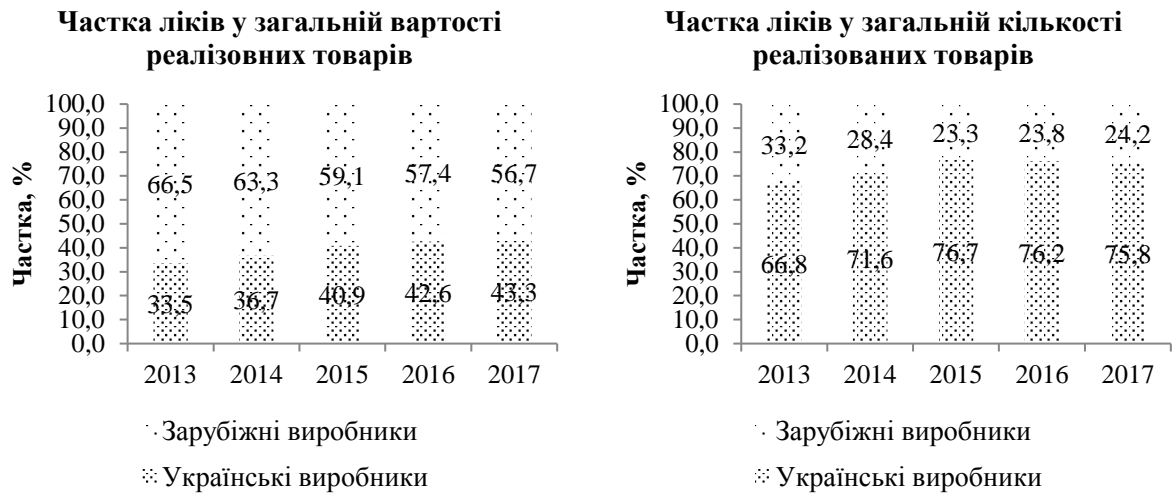 Частка ліків у загальній вартості
реалізовних товарів
Частка, %
100,0
90,0
80,0
70,0
60,0
50,0
40,0
30,0
20,0
10,0
0,0
66,5 63,3 59,1 57,4 56,7
33,5 36,7 40,9 42,6 43,3
2013 2014 2015 2016 2017
Зарубіжні виробники
Українські виробники
Частка ліків у загальній кількості
реалізованих товарів
Частка, %
100,0
90,0
80,0
70,0
60,0
50,0
40,0
30,0
20,0
10,0
0,0
33,2 28,4 23,3 23,8 24,2
66,8 71,6 76,7 76,2 75,8
2013 2014 2015 2016 2017
Зарубіжні виробники
Українські виробники